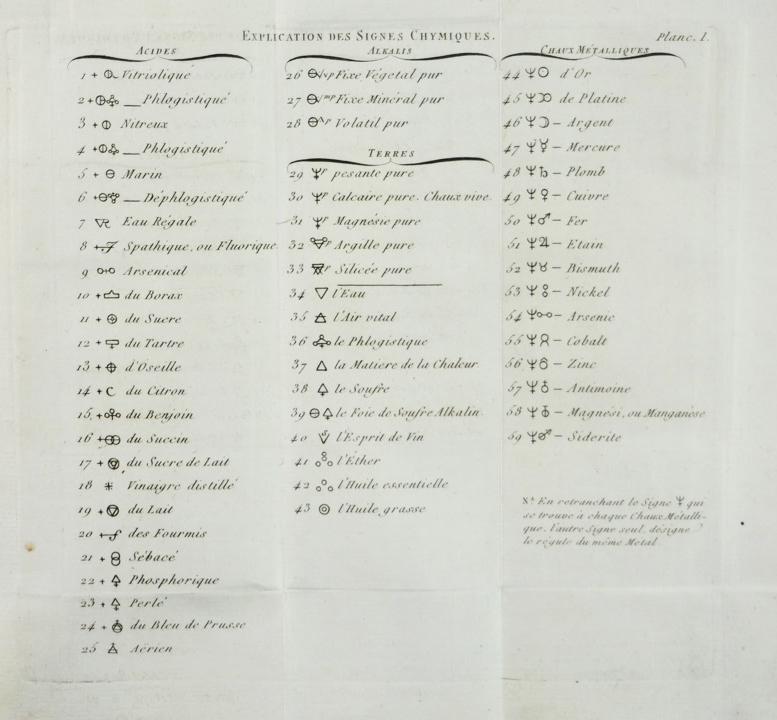 EXPLICATION DES SIGNES CHYMIQUES.
Planc. I.
ACIDES
1 Vitriolique
2 Phlogistiqué
3 Nitreux
4 Phlogistiqué
5 Marin
6 Déphlogistiqué
7 Eau Régale
8 Spathique, ou Fluorique
9 Arsenical
10 du Borax
11 du Sucre
12 du Tartre
13 d'Oseille
14 du Citron
15, du Benjoin
16 du Succin
17 du Sucre de Lait
18 Vinaigre distillé
19 du Lait
20 des Fourmis
21 Sébacé
22 Phosphorique
23 Perlé
24 du Bleu de Prusse
25 Aërien
ALKALIS
26 Fixe Végetal pur
27 Fixe Minéral pur
28 Volatil pur
TERRES
29 pesante pure
30 Calcaire pure. Chaux vive
31 Magnésie pure
32 Argille pure
33 Silicée pure
34 l'Eau
35 l'Air vital
36 le Phlogistique
37 la Matiere de la Chaleur
38 le Soufre
39 le Foie de Soufre Alkalin
40 l'Esprit de Vin
41 l'Éther
42 l'Huile essentielle
43 l'Huile grasse
CHAUX MÉTALLIQUES
44 d'Or
45 de Platine
46 Argent
47 Mercure
48 Plomb
49 Cuivre
50 Fer
51 Etain
52 Bismuth
53 Nickel
54 Arsenic
55 Cobalt
56 Zinc
57 Antimoine
58 Magnési, ou Manganèse
59 Siderite
Nª En retranchant le Signe qui
se trouve à chaque Chaux Métalli-
que, l'autre Signe seul, désigne
le régule du même Metal